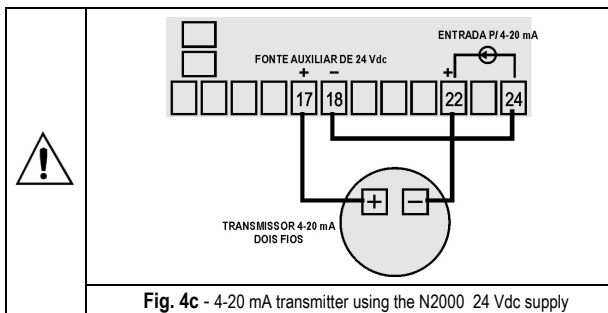 ENTRADA P/ 4-20 mA
FONTE AUXILIAR DE 24 Vdc
+ − +
17 18 22 24
+ −
TRANSMISSOR 4-20 mA
DOIS FIOS
Fig. 4c - 4-20 mA transmitter using the N2000 24 Vdc supply